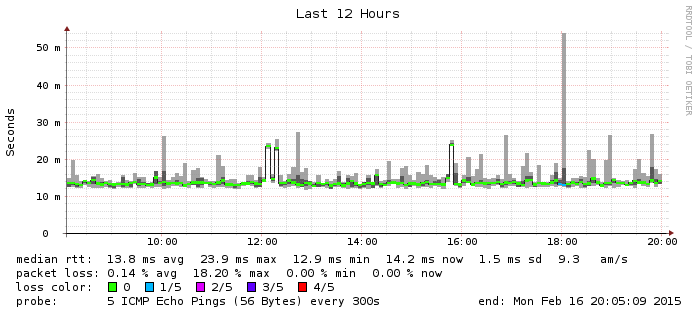 Last 12 Hours
RRDTOOL / TOBI OETIKER
Seconds
50 m
40 m
30 m
20 m
10 m
0
10:00 12:00 14:00 16:00 18:00 20:00
median rtt: 13.8 ms avg 23.9 ms max 12.9 ms min 14.2 ms now 1.5 ms sd 9.3 am/s
packet loss: 0.14 % avg 18.20 % max 0.00 % min 0.00 % now
loss color: 0 1/5 2/5 3/5 4/5
probe: 5 ICMP Echo Pings (56 Bytes) every 300s end: Mon Feb 16 20:05:09 2015